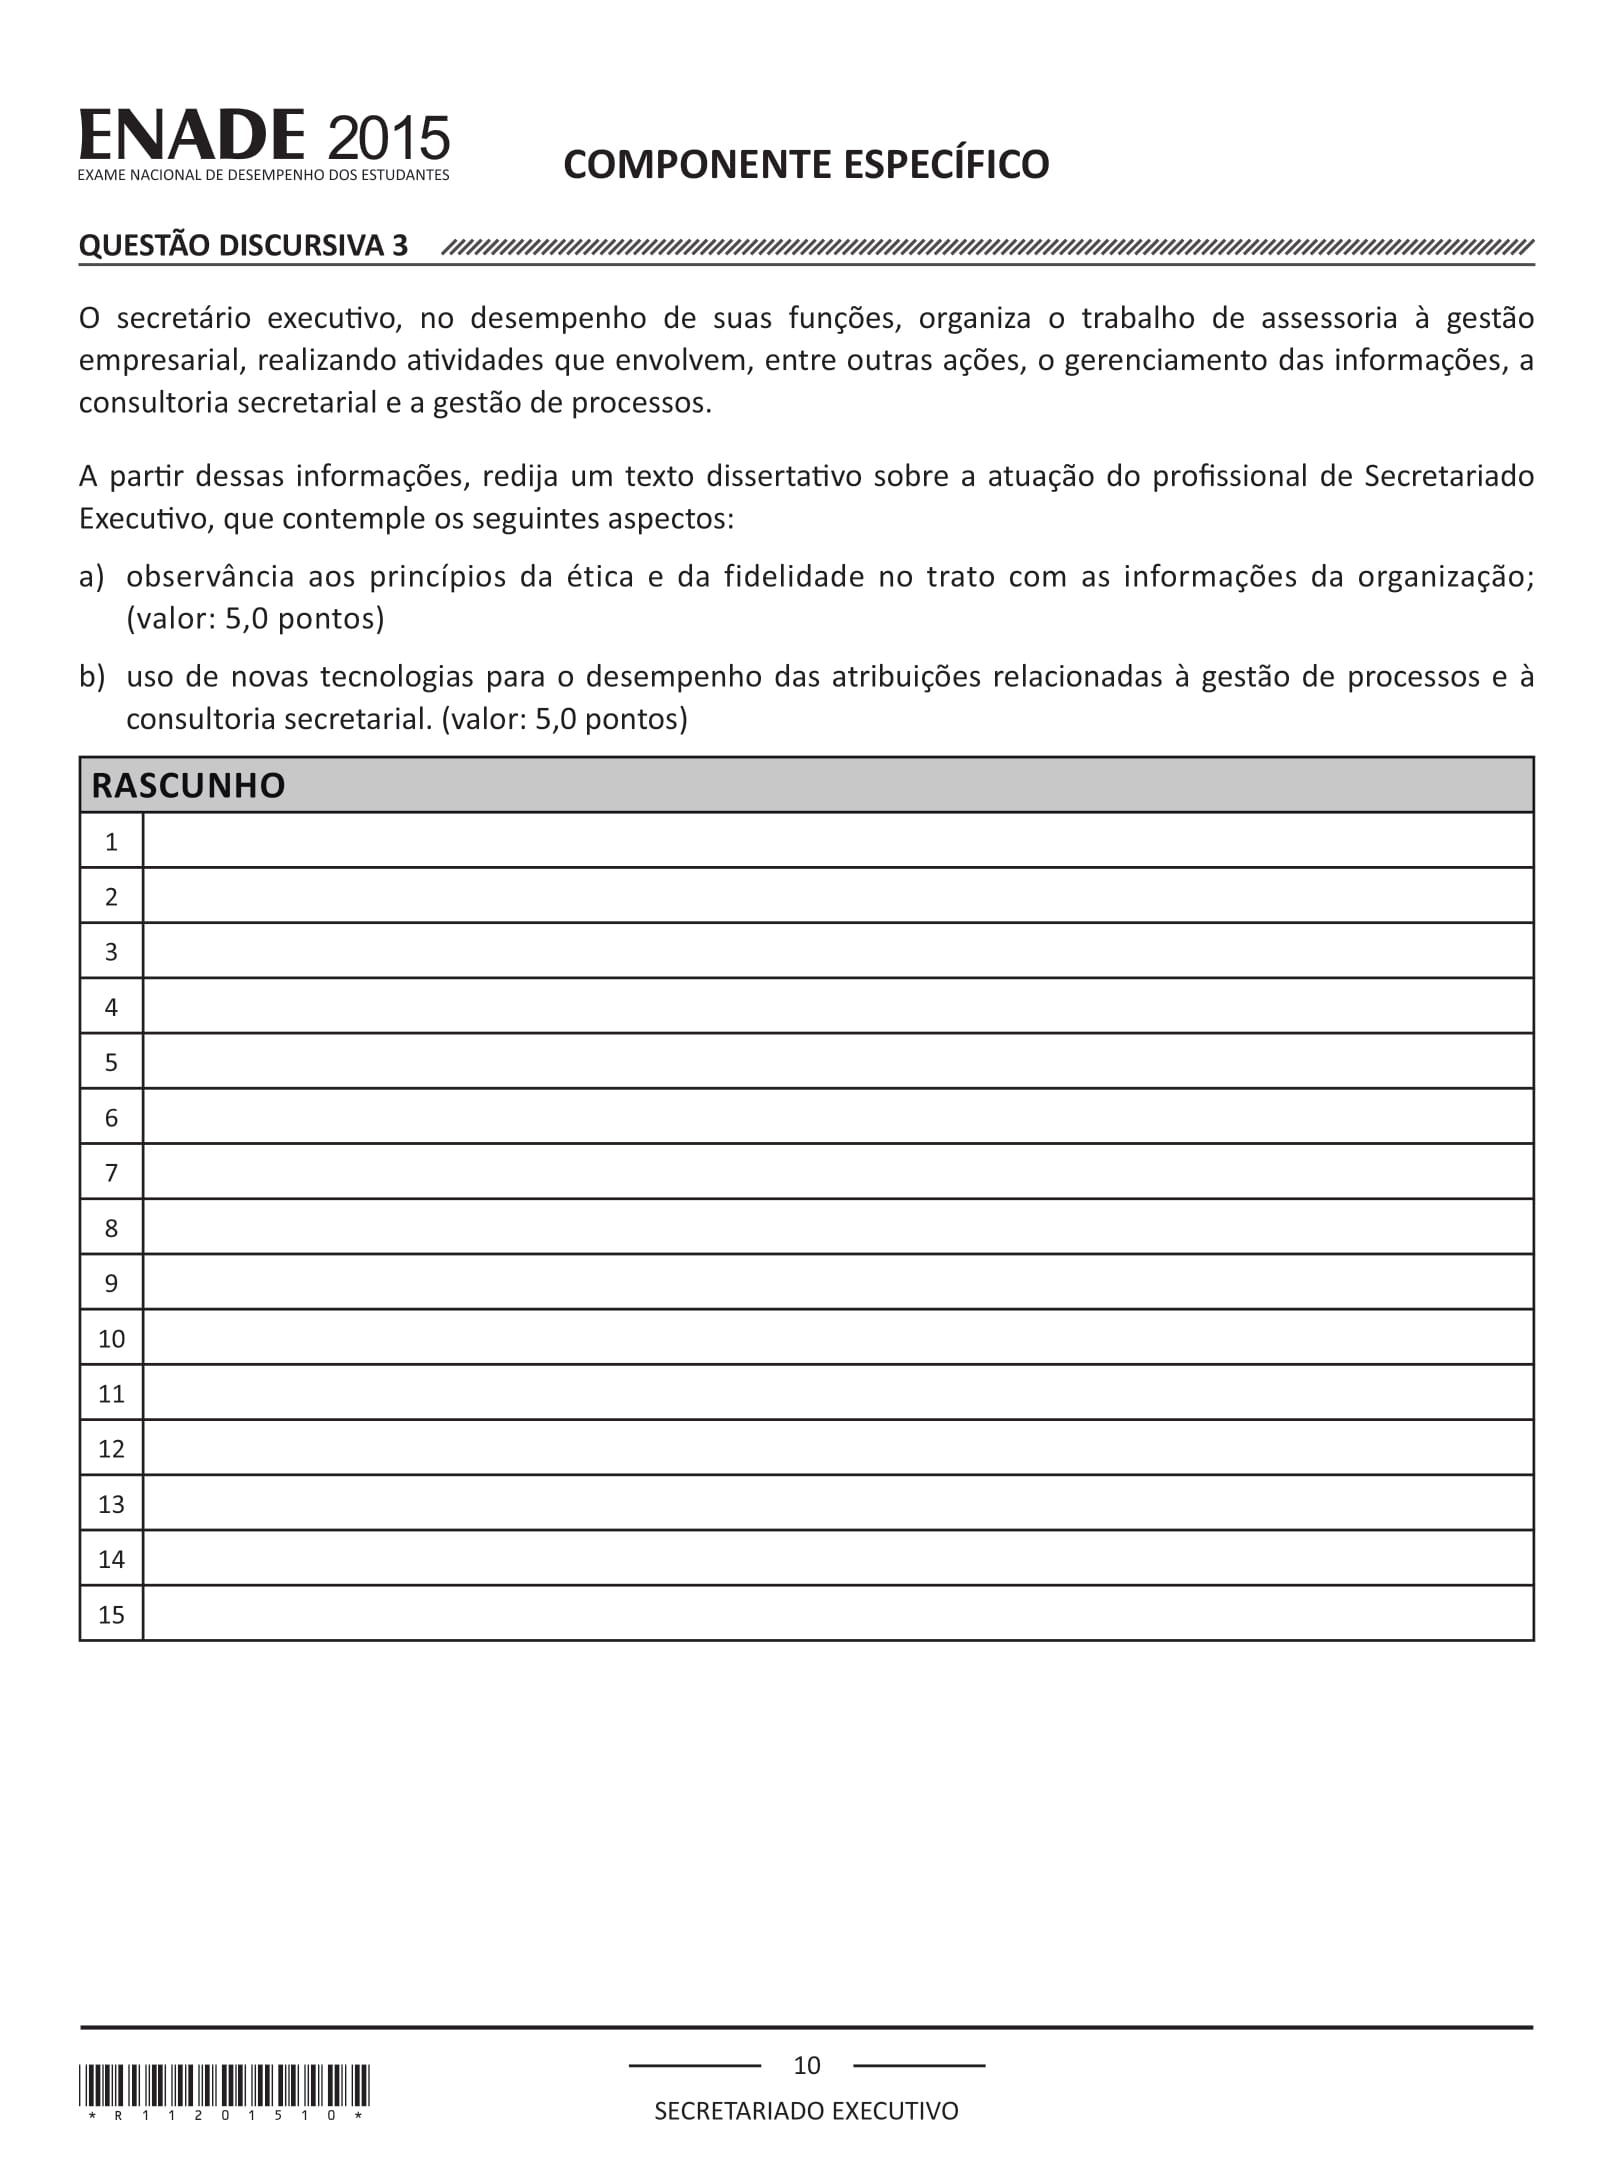 ENADE 2015
EXAME NACIONAL DE DESEMPENHO DOS ESTUDANTES
COMPONENTE ESPECÍFICO
QUESTÃO DISCURSIVA 3
O secretário executivo, no desempenho de suas funções, organiza o trabalho de assessoria à gestão
empresarial, realizando atividades que envolvem, entre outras ações, o gerenciamento das informações, a
consultoria secretarial e a gestão de processos.
A partir dessas informações, redija um texto dissertativo sobre a atuação do profissional de Secretariado
Executivo, que contemple os seguintes aspectos:
a) observância aos princípios da ética e da fidelidade no trato com as informações da organização;
(valor: 5,0 pontos)
b) uso de novas tecnologias para o desempenho das atribuições relacionadas à gestão de processos e à
consultoria secretarial. (valor: 5,0 pontos)
RASCUNHO
1
2
3
4
5
6
7
8
9
10
11
12
13
14
15
10
SECRETARIADO EXECUTIVO
*R11201510*